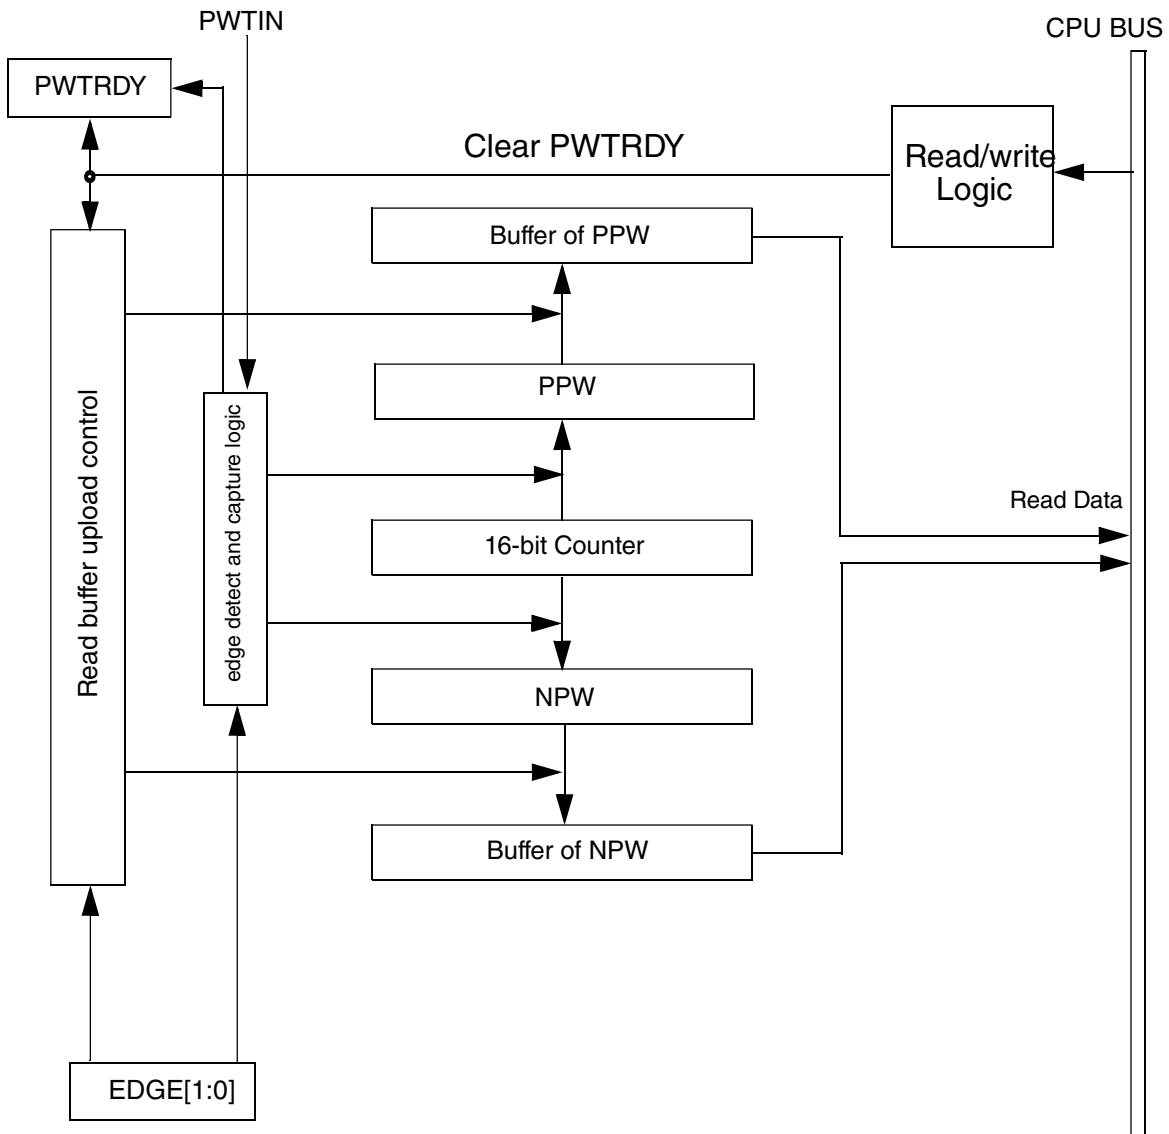 PWTIN
CPU BUS
PWTRDY
Clear PWTRDY
Read/write
Logic
Buffer of PPW
PPW
Read buffer upload control
edge detect and capture logic
Read Data
16-bit Counter
NPW
Buffer of NPW
EDGE[1:0]